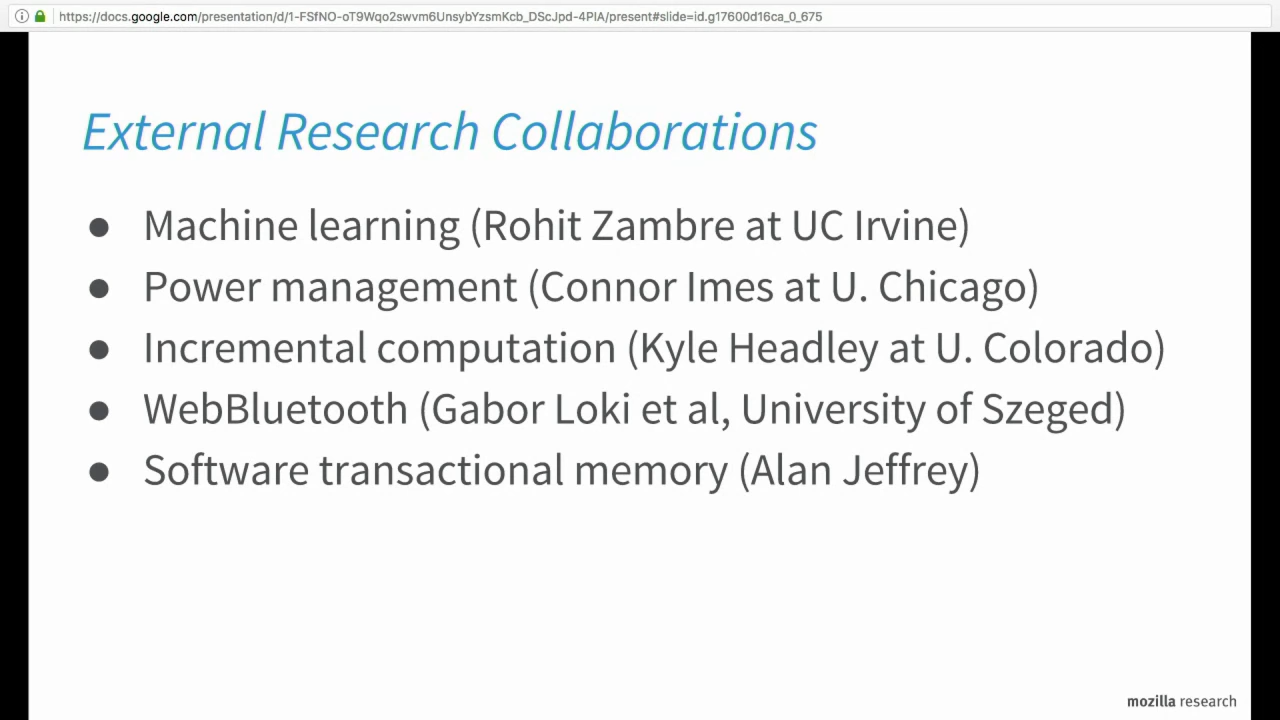 https://docs.google.com/presentation/d/1-FSfNO-oT9Wqo2swvm6UnsybYzsmKcb_DScJpd-4PIA/present#slide=id.g17600d16ca_0_675
External Research Collaborations
● Machine learning (Rohit Zambre at UC Irvine)
● Power management (Connor Imes at U. Chicago)
● Incremental computation (Kyle Headley at U. Colorado)
● WebBluetooth (Gabor Loki et al, University of Szeged)
● Software transactional memory (Alan Jeffrey)
mozilla research